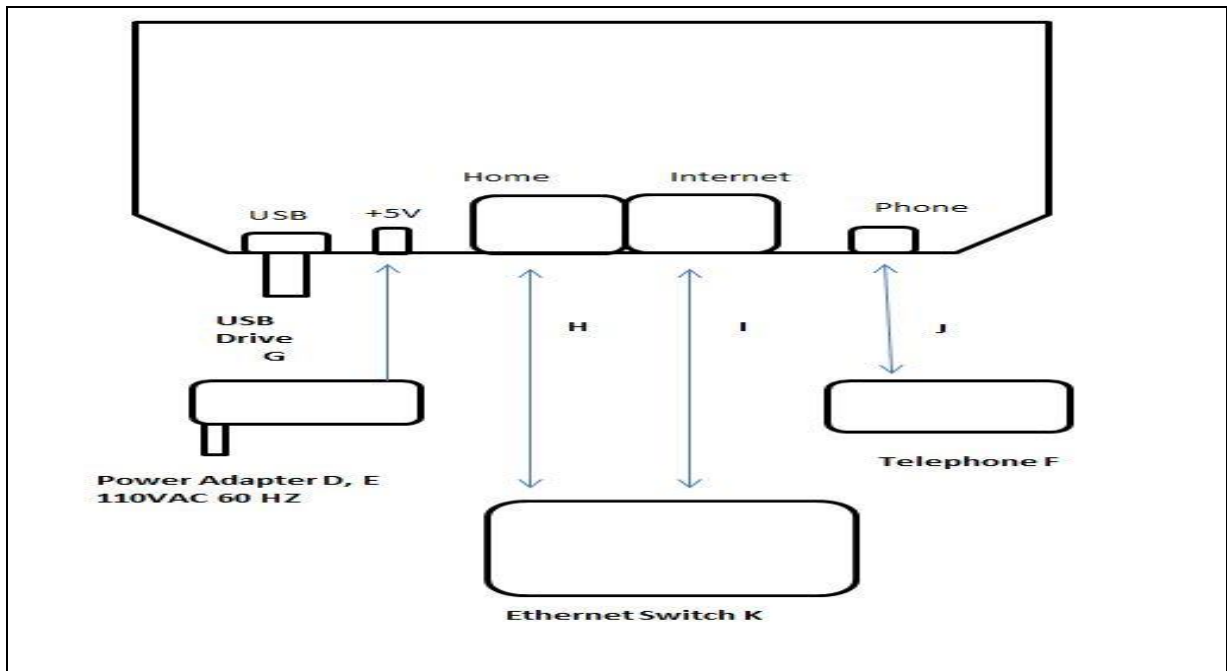 Home Internet
USB +5V Phone
USB
Drive
G
H I J
Power Adapter D, E
110VAC 60 HZ
Telephone F
Ethernet Switch K